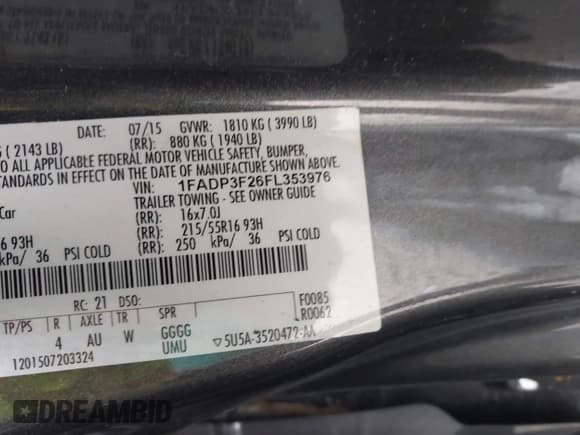 DATE: 07/15 GVWR: 1810 KG ( 3990 LB)
G ( 2143 LB) (RR): 880 KG ( 1940 LB)
O ALL APPLICABLE FEDERAL MOTOR VEHICLE SAFETY, BUMPER,
STANDARDS IN EFFECT ON THE DATE OF MANUFACTURE
VIN: 1FADP3F26FL353976
Car TRAILER TOWING - SEE OWNER GUIDE
(RR): 16x7.0J
16 93H (RR): 215/55R16 93H
kPa/ 36 PSI COLD (RR): 250 kPa/ 36 PSI COLD
RC: 21 DSO: F0085
R0062
TP/PS R AXLE TR SPR
4 AU W GGGG
UMU ▽5U5A-3520472-AA
1201507203324
DREAMBID